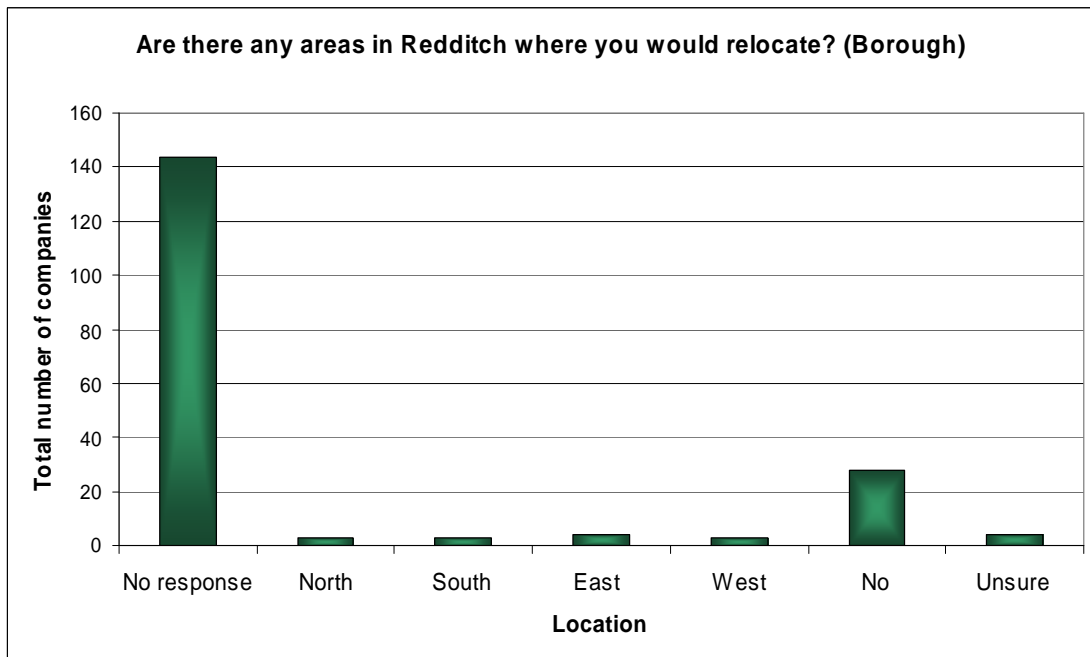 Are there any areas in Redditch where you would relocate? (Borough)
160
140
120
100
80
60
40
20
0
Total number of companies
No response North South East West No Unsure
Location